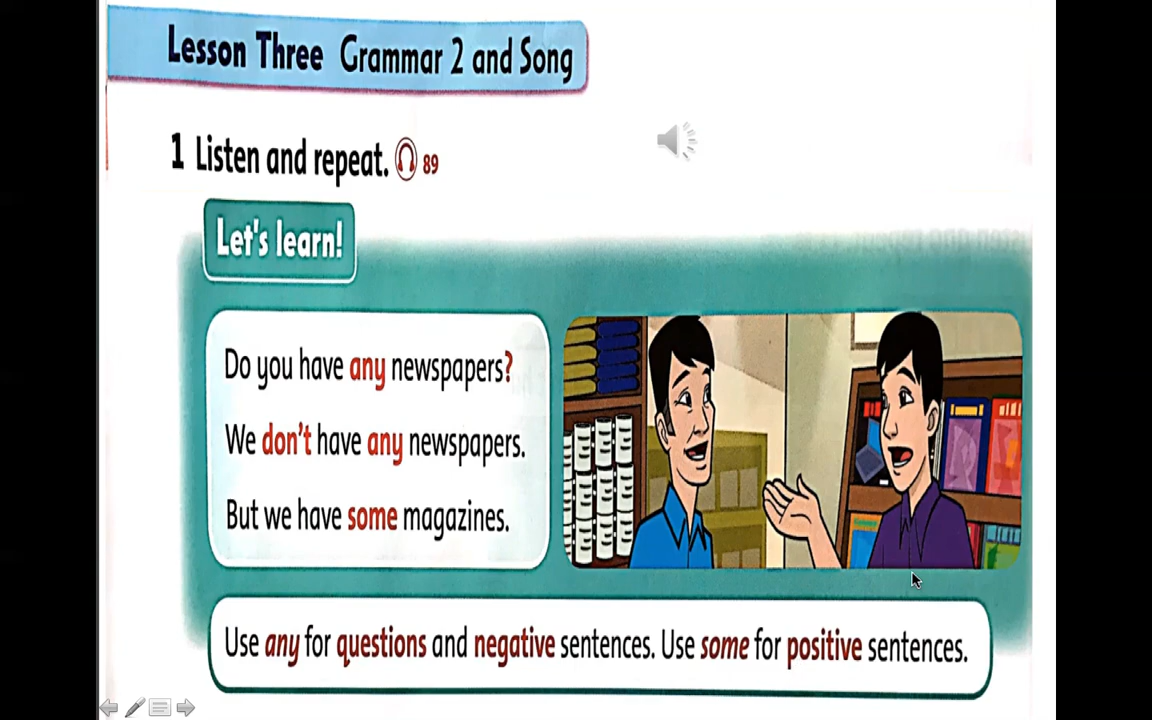 Lesson Three Grammar 2 and Song
1 Listen and repeat. 89
Let's learn!
Do you have any newspapers?
We don't have any newspapers.
But we have some magazines.
Use any for questions and negative sentences. Use some for positive sentences.